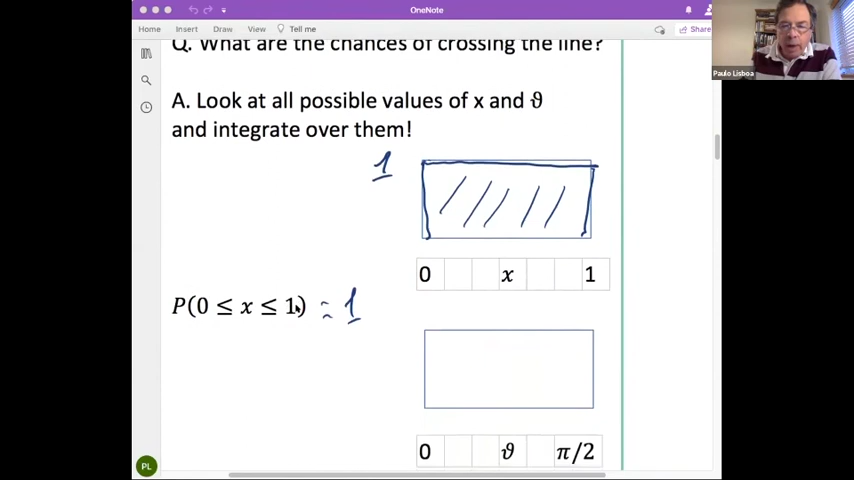 OneNote
Home Insert Draw View Tell me Share
Q. What are the chances of crossing the line?
Paulo Lisboa
A. Look at all possible values of x and ϑ
and integrate over them!
1
0 x 1
P(0 ≤ x ≤ 1) = 1
0 ϑ π/2
PL